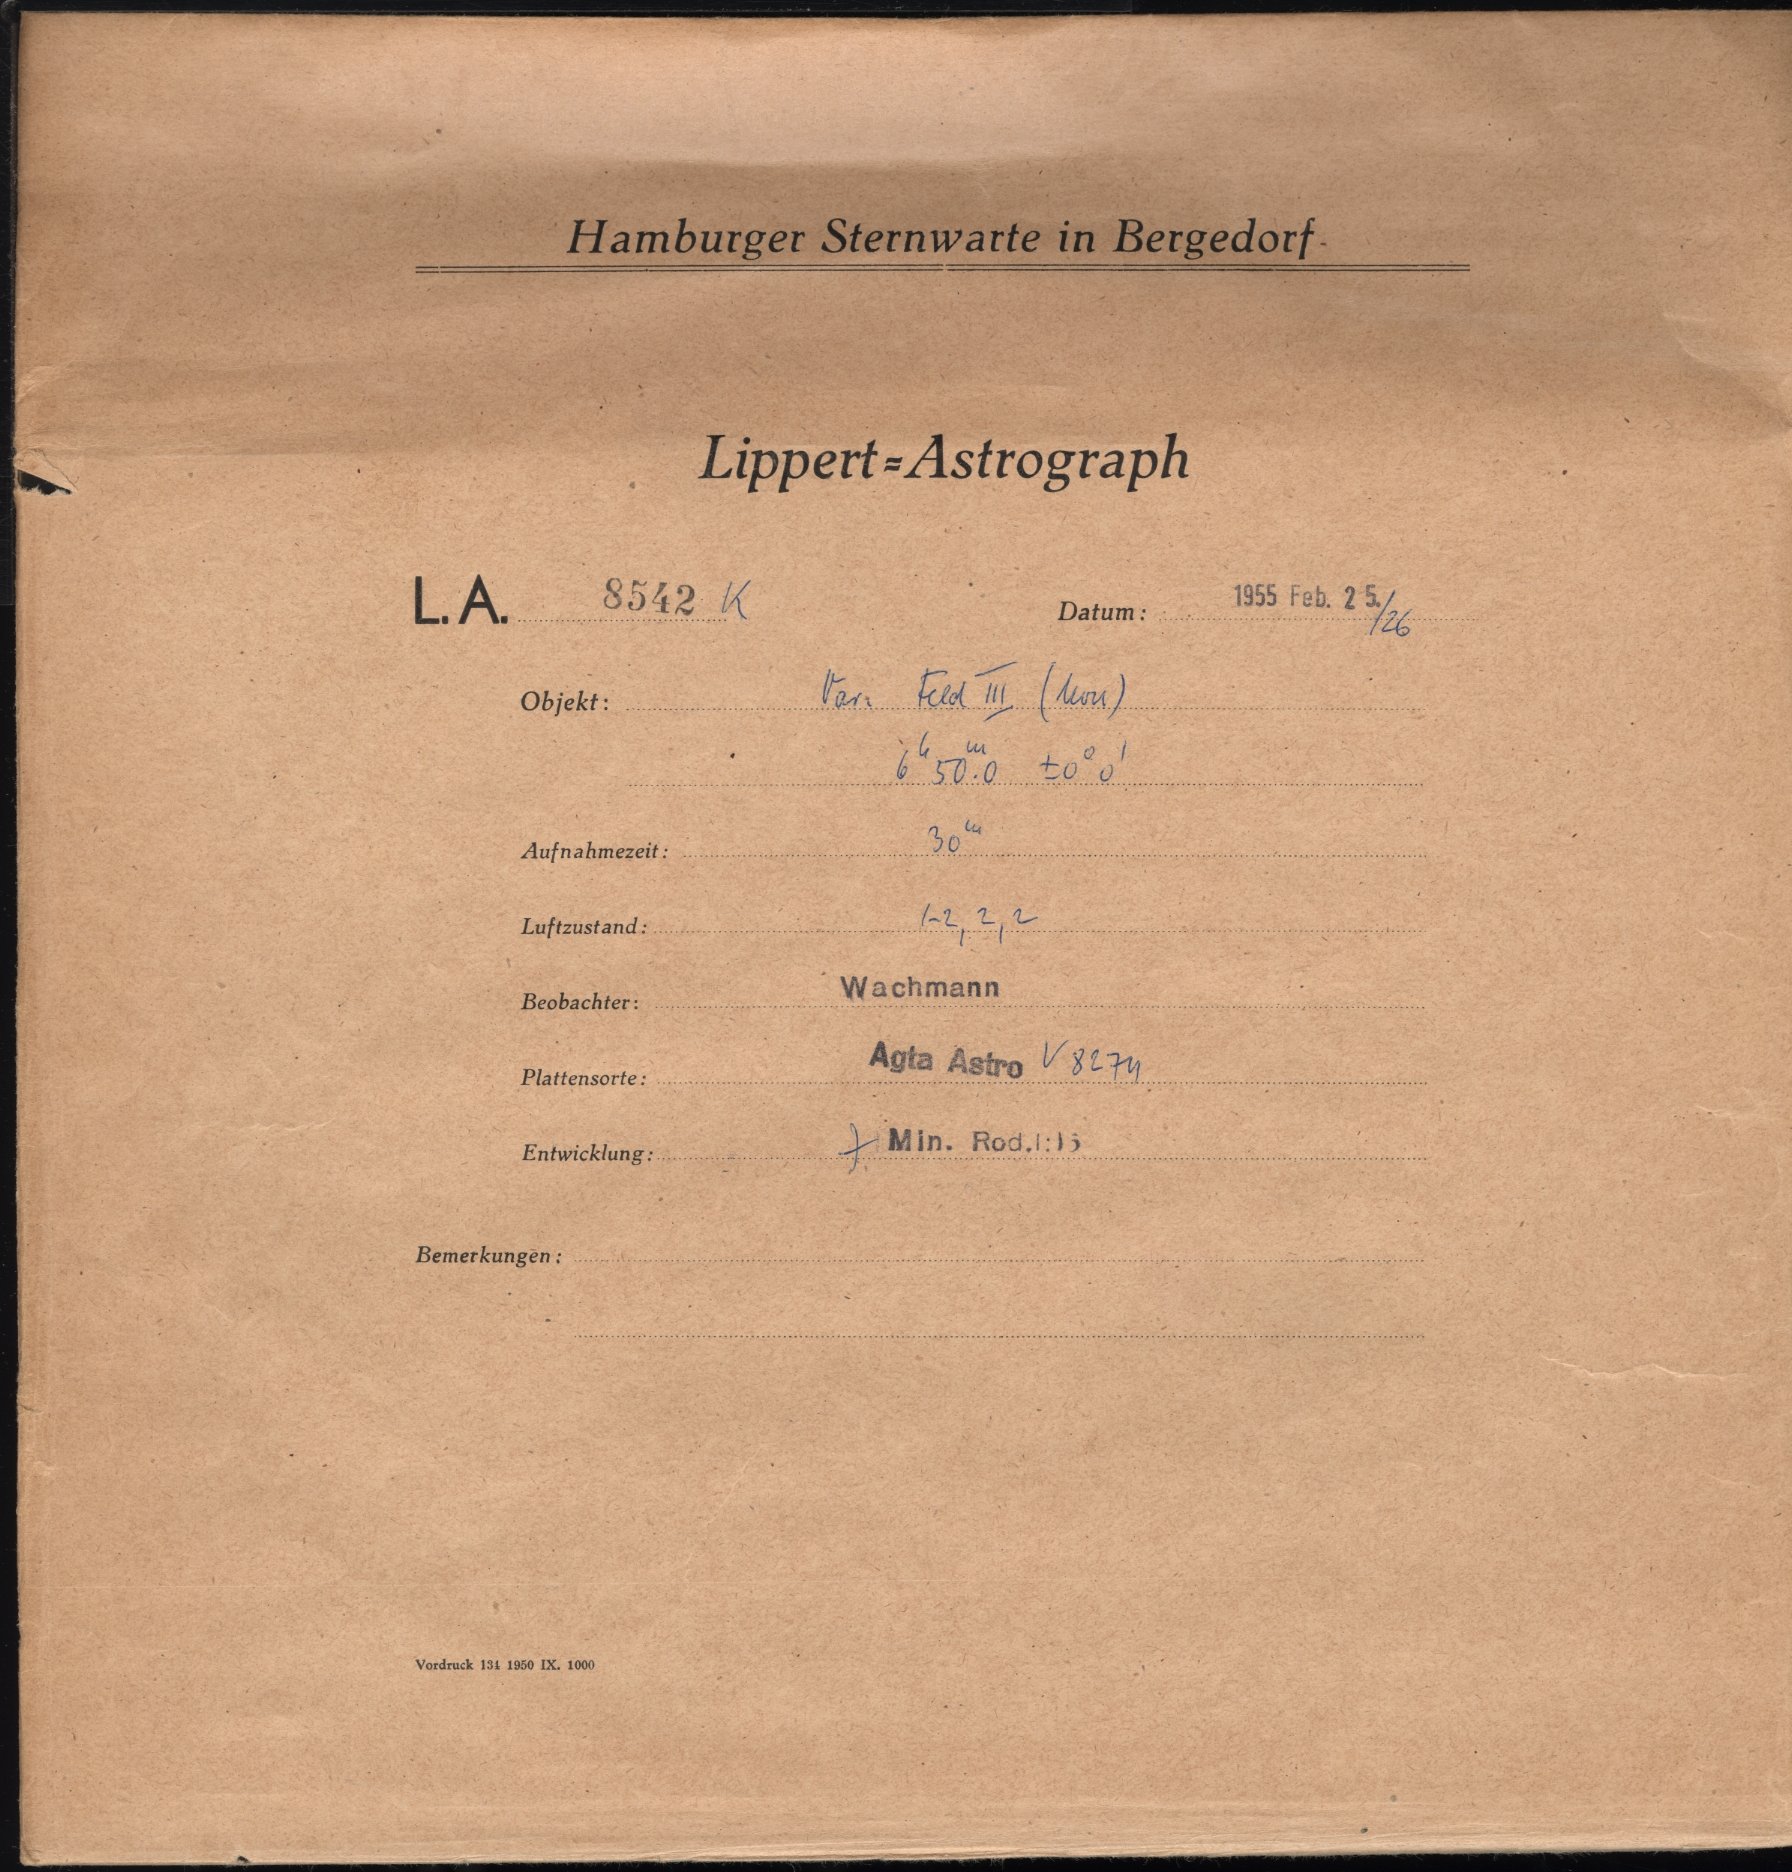 Hamburger Sternwarte in Bergedorf
Lippert=Astrograph
L. A. 8542 K Datum: 1955 Feb. 25./26
Objekt: Var. Feld III (Mon)
6h 50m.0 ±0° 0'
Aufnahmezeit: 30m
Luftzustand: 1-2, 2, 2
Beobachter: Wachmann
Plattensorte: Agfa Astro V 8274
Entwicklung: 7 Min. Rod. 1:15
Bemerkungen:
Vordruck 134 1950 IX. 1000